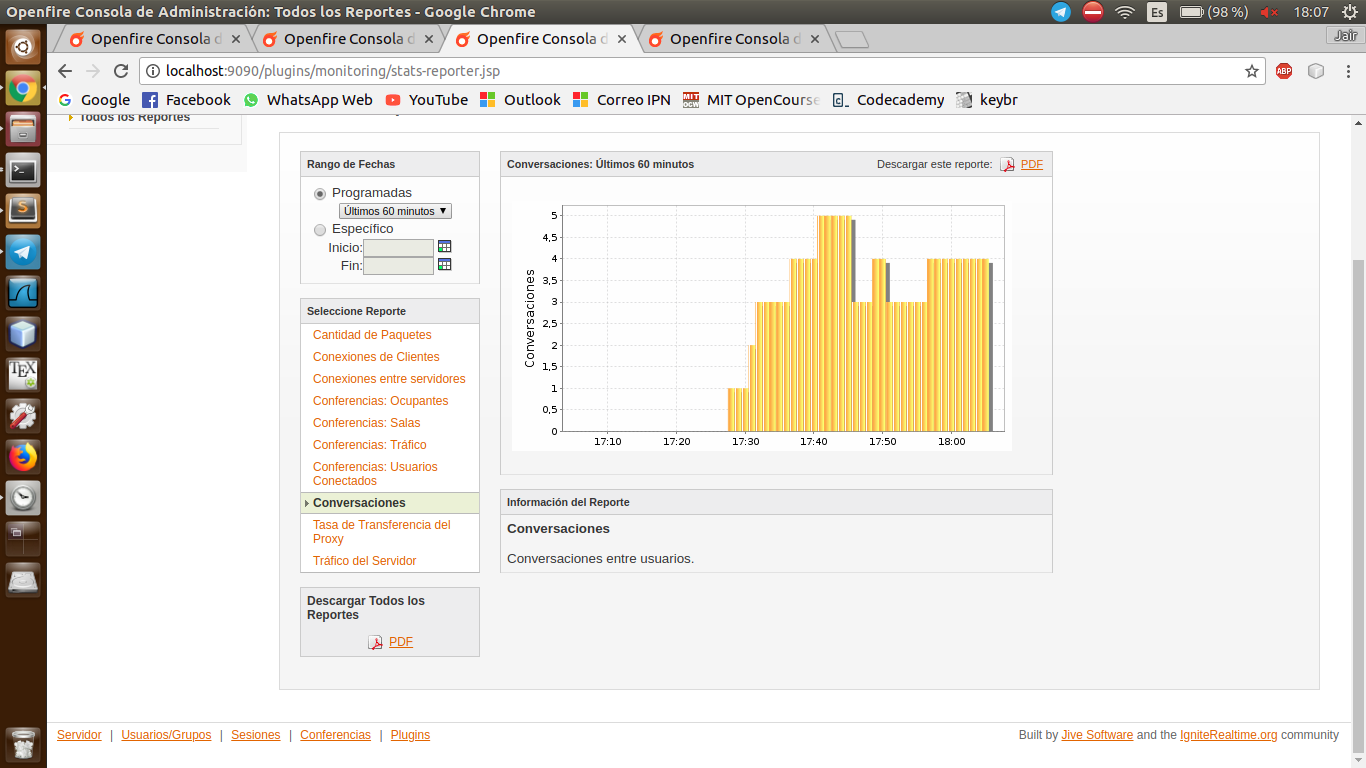 Openfire Consola de Administración: Todos los Reportes - Google Chrome
Es
(98 %)
18:07
Openfire Consola d
Openfire Consola d
Openfire Consola d
Openfire Consola d
Jair
localhost:9090/plugins/monitoring/stats-reporter.jsp
ABP
Google
Facebook
WhatsApp Web
YouTube
Outlook
Correo IPN
MIT OpenCourse
Codecademy
keybr
Todos los Reportes
Rango de Fechas
Programadas
Últimos 60 minutos
Específico
Inicio:
Fin:
Seleccione Reporte
Cantidad de Paquetes
Conexiones de Clientes
Conexiones entre servidores
Conferencias: Ocupantes
Conferencias: Salas
Conferencias: Tráfico
Conferencias: Usuarios
Conectados
Conversaciones
Tasa de Transferencia del
Proxy
Tráfico del Servidor
Descargar Todos los
Reportes
PDF
Conversaciones: Últimos 60 minutos
Descargar este reporte: PDF
Conversaciones
5
4,5
4
3,5
3
2,5
2
1,5
1
0,5
0
17:10 17:20 17:30 17:40 17:50 18:00
Información del Reporte
Conversaciones
Conversaciones entre usuarios.
Servidor | Usuarios/Grupos | Sesiones | Conferencias | Plugins
Built by Jive Software and the IgniteRealtime.org community